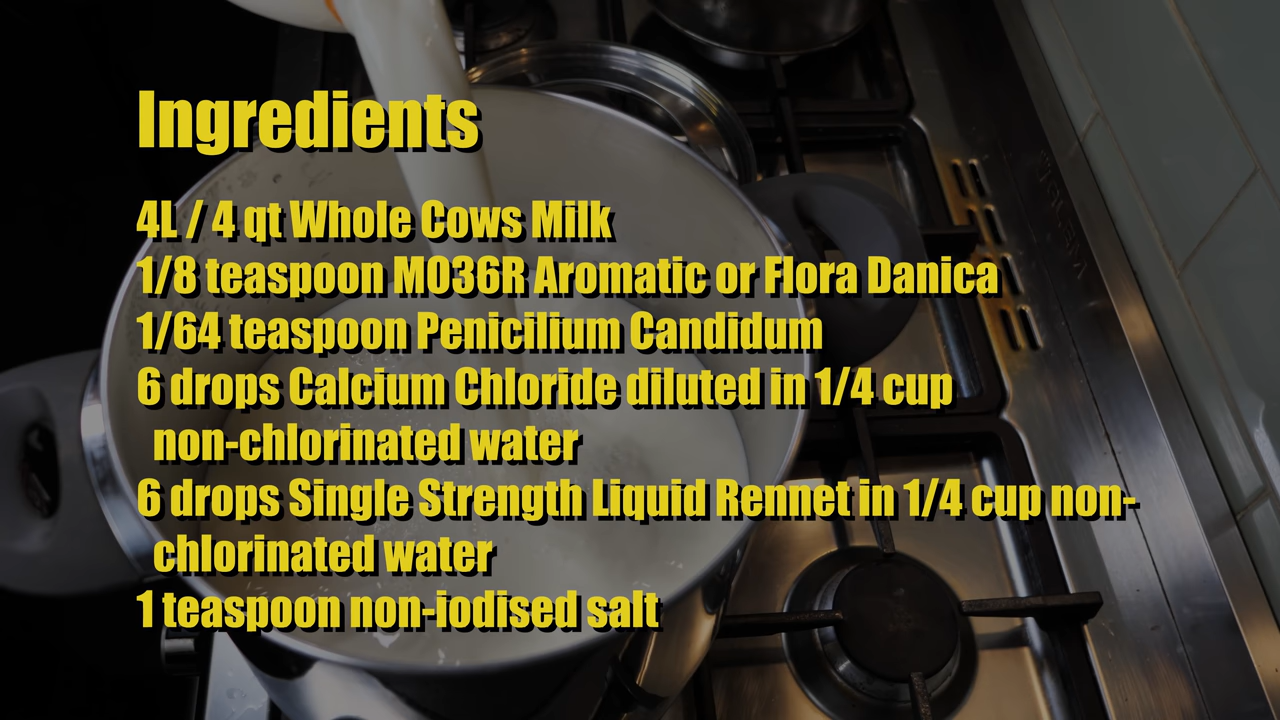 Ingredients
4L / 4 qt Whole Cows Milk
1/8 teaspoon MO36R Aromatic or Flora Danica
1/64 teaspoon Penicilium Candidum
6 drops Calcium Chloride diluted in 1/4 cup
non-chlorinated water
6 drops Single Strength Liquid Rennet in 1/4 cup non-
chlorinated water
1 teaspoon non-iodised salt